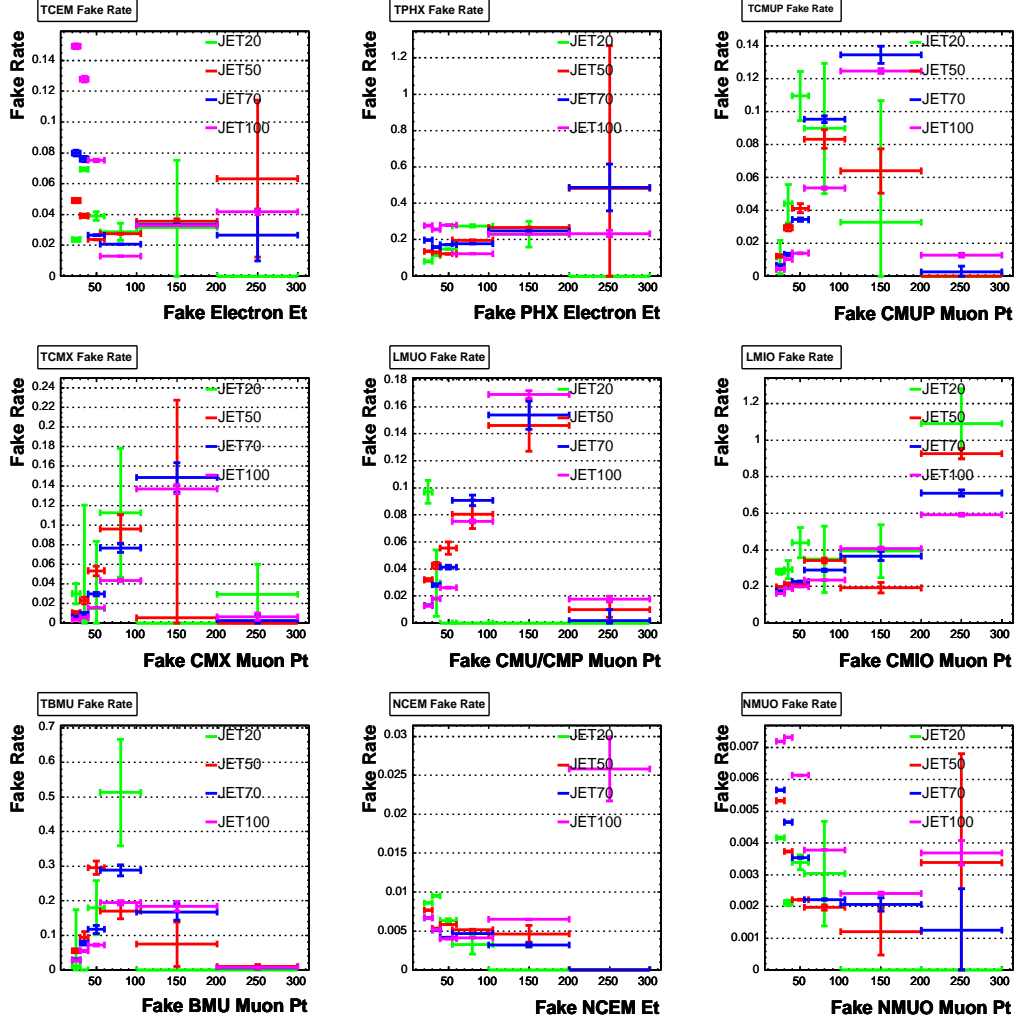 TCEM Fake Rate
Fake Rate
0.14
0.12
0.1
0.08
0.06
0.04
0.02
0
JET20
JET50
JET70
JET100
50 100 150 200 250 300
Fake Electron Et
TPHX Fake Rate
Fake Rate
1.2
1
0.8
0.6
0.4
0.2
0
JET20
JET50
JET70
JET100
50 100 150 200 250 300
Fake PHX Electron Et
TCMUP Fake Rate
Fake Rate
0.14
0.12
0.1
0.08
0.06
0.04
0.02
0
JET20
JET50
JET70
JET100
50 100 150 200 250 300
Fake CMUP Muon Pt
TCMX Fake Rate
Fake Rate
0.24
0.22
0.2
0.18
0.16
0.14
0.12
0.1
0.08
0.06
0.04
0.02
0
JET20
JET50
JET70
JET100
50 100 150 200 250 300
Fake CMX Muon Pt
LMUO Fake Rate
Fake Rate
0.18
0.16
0.14
0.12
0.1
0.08
0.06
0.04
0.02
0
JET20
JET50
JET70
JET100
50 100 150 200 250 300
Fake CMU/CMP Muon Pt
LMIO Fake Rate
Fake Rate
1.2
1
0.8
0.6
0.4
0.2
0
JET20
JET50
JET70
JET100
50 100 150 200 250 300
Fake CMIO Muon Pt
TBMU Fake Rate
Fake Rate
0.7
0.6
0.5
0.4
0.3
0.2
0.1
0
JET20
JET50
JET70
JET100
50 100 150 200 250 300
Fake BMU Muon Pt
NCEM Fake Rate
Fake Rate
0.03
0.025
0.02
0.015
0.01
0.005
0
JET20
JET50
JET70
JET100
50 100 150 200 250 300
Fake NCEM Et
NMUO Fake Rate
Fake Rate
0.007
0.006
0.005
0.004
0.003
0.002
0.001
0
JET20
JET50
JET70
JET100
50 100 150 200 250 300
Fake NMUO Muon Pt